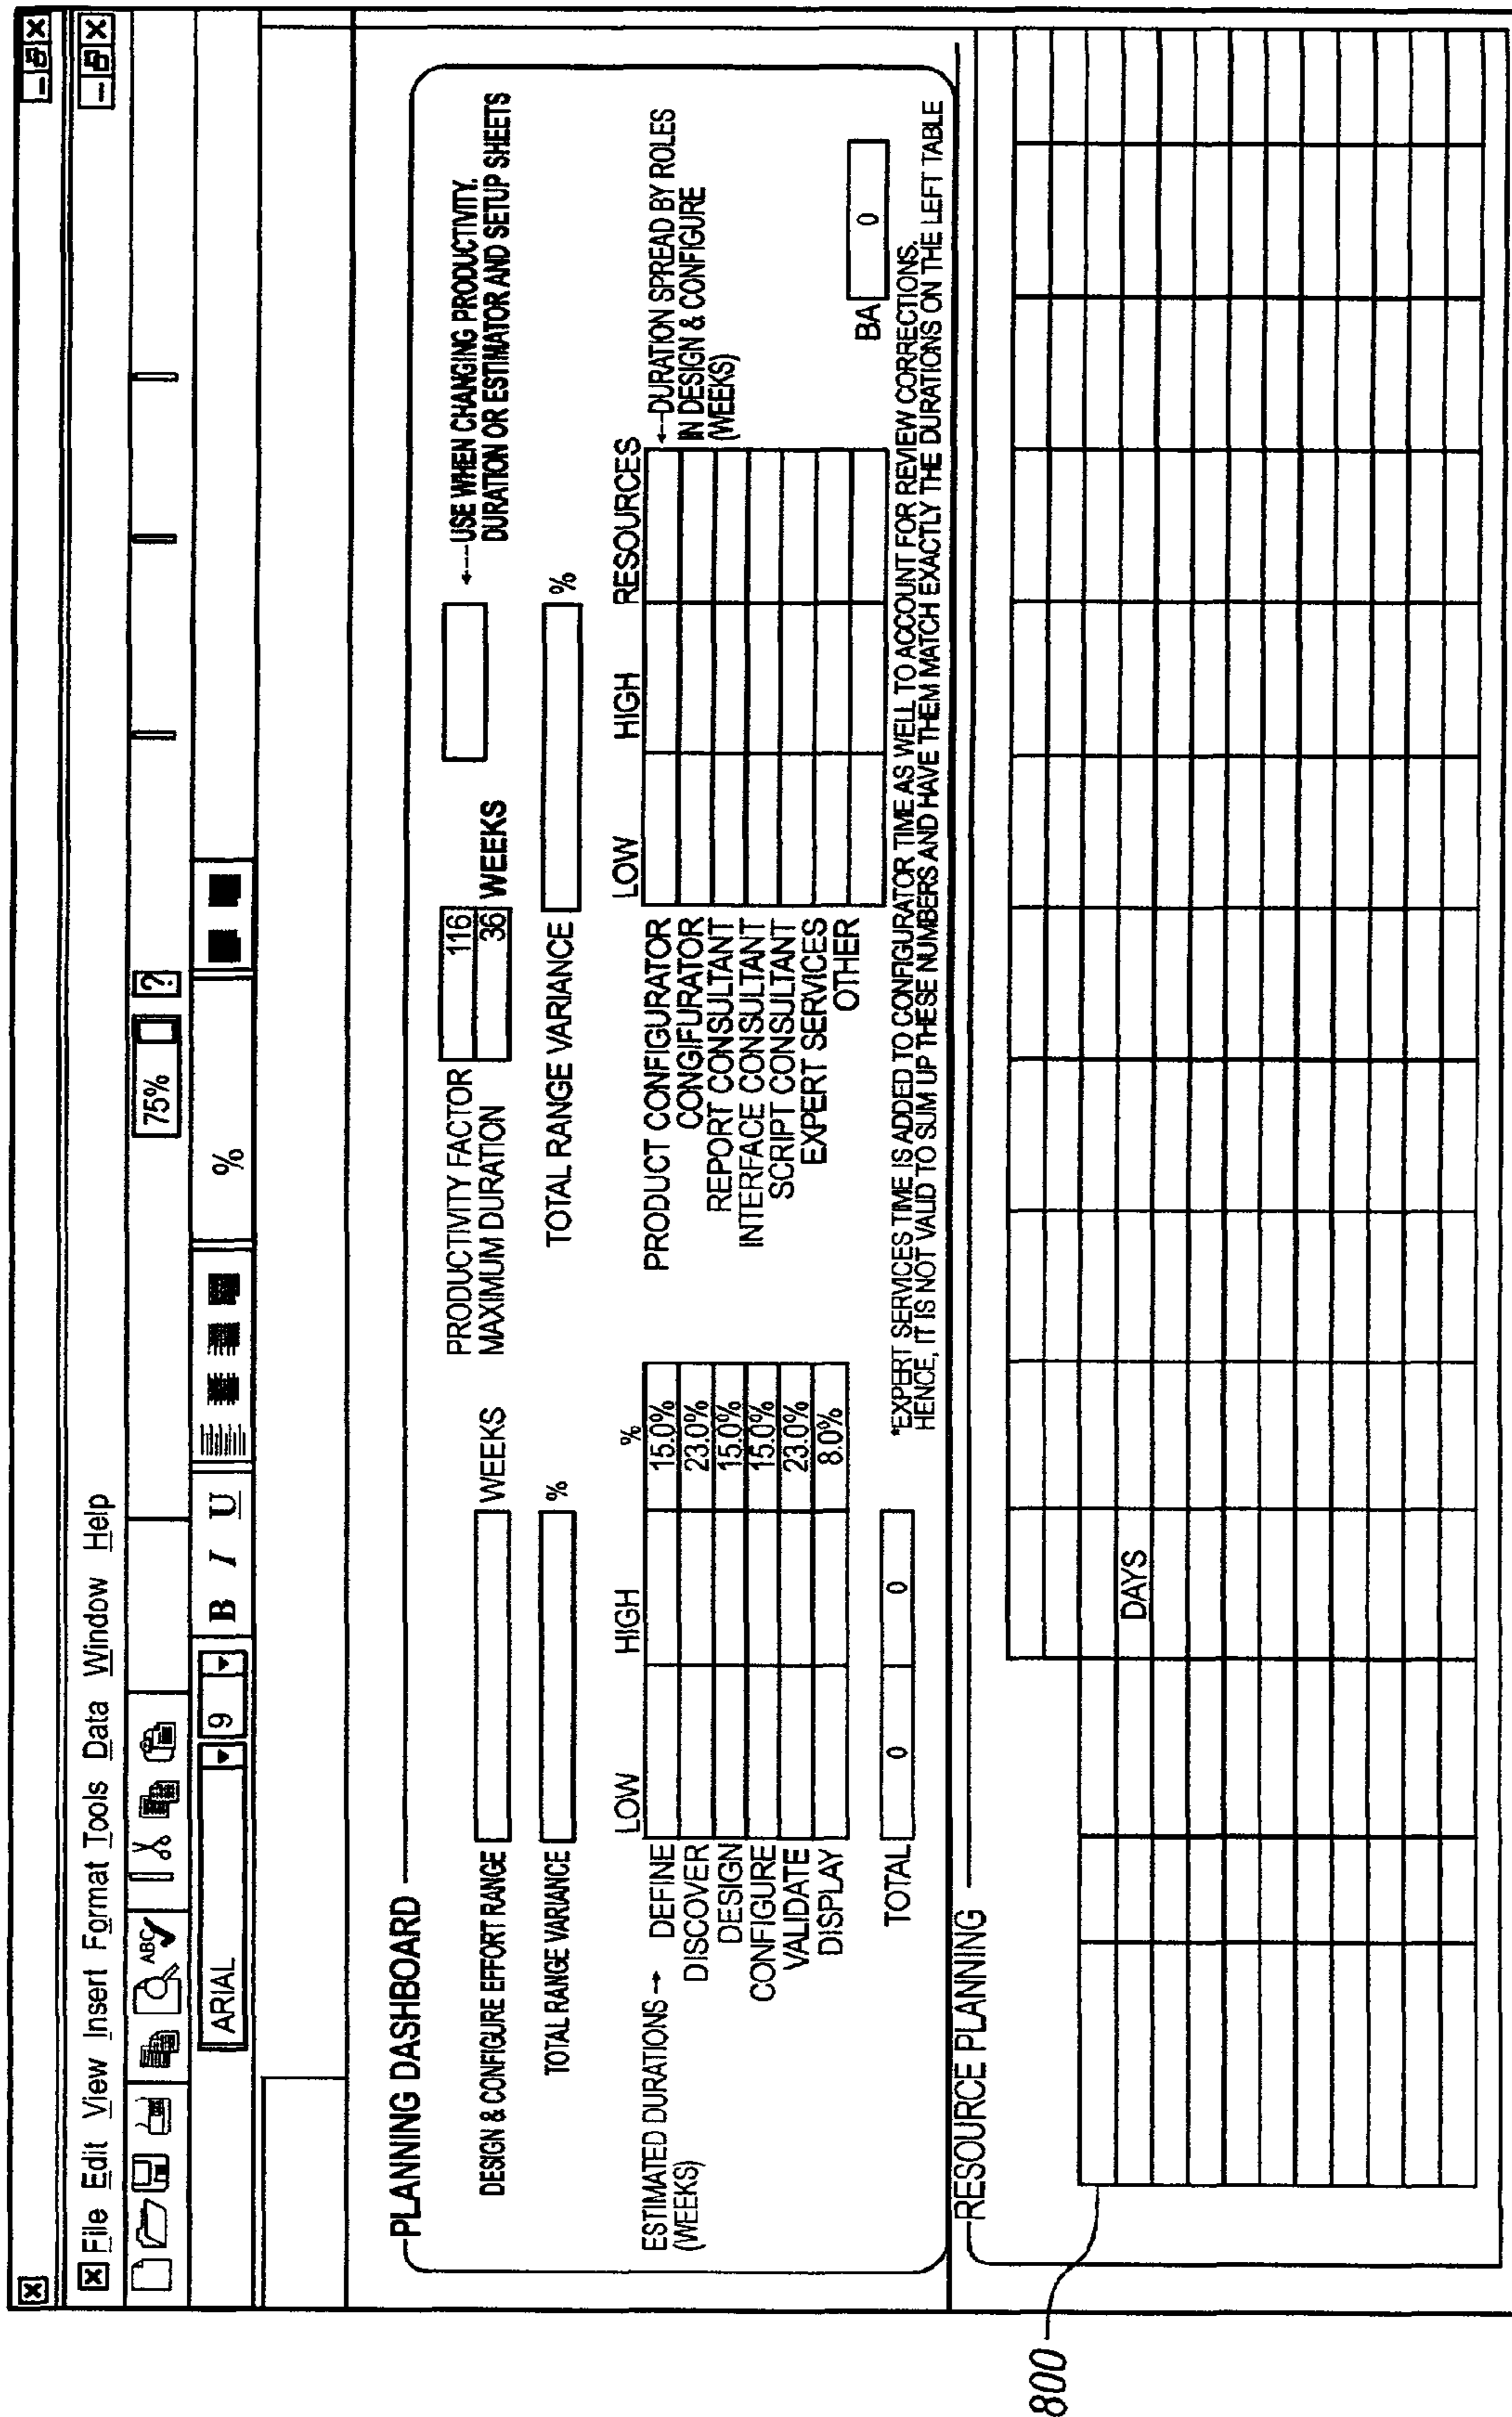 File Edit View Insert Format Tools Data Window Help
ABC
75% ?
ARIAL 9 B I U %
PLANNING DASHBOARD
DESIGN & CONFIGURE EFFORT RANGE WEEKS
PRODUCTIVITY FACTOR 116
MAXIMUM DURATION 36 WEEKS
←--USE WHEN CHANGING PRODUCTIVITY.
DURATION OR ESTIMATOR AND SETUP SHEETS
TOTAL RANGE VARIANCE %
TOTAL RANGE VARIANCE %
ESTIMATED DURATIONS →
(WEEKS)
LOW HIGH %
DEFINE 15.0%
DISCOVER 23.0%
DESIGN 15.0%
CONFIGURE 15.0%
VALIDATE 23.0%
DISPLAY 8.0%
TOTAL 0 0
LOW HIGH RESOURCES
PRODUCT CONFIGURATOR
CONGIFURATOR
REPORT CONSULTANT
INTERFACE CONSULTANT
SCRIPT CONSULTANT
EXPERT SERVICES
OTHER
←--DURATION SPREAD BY ROLES
IN DESIGN & CONFIGURE
(WEEKS)
BA 0
*EXPERT SERVICES TIME IS ADDED TO CONFIGURATOR TIME AS WELL TO ACCOUNT FOR REVIEW CORRECTIONS.
HENCE, IT IS NOT VALID TO SUM UP THESE NUMBERS AND HAVE THEM MATCH EXACTLY THE DURATIONS ON THE LEFT TABLE
RESOURCE PLANNING
DAYS
800